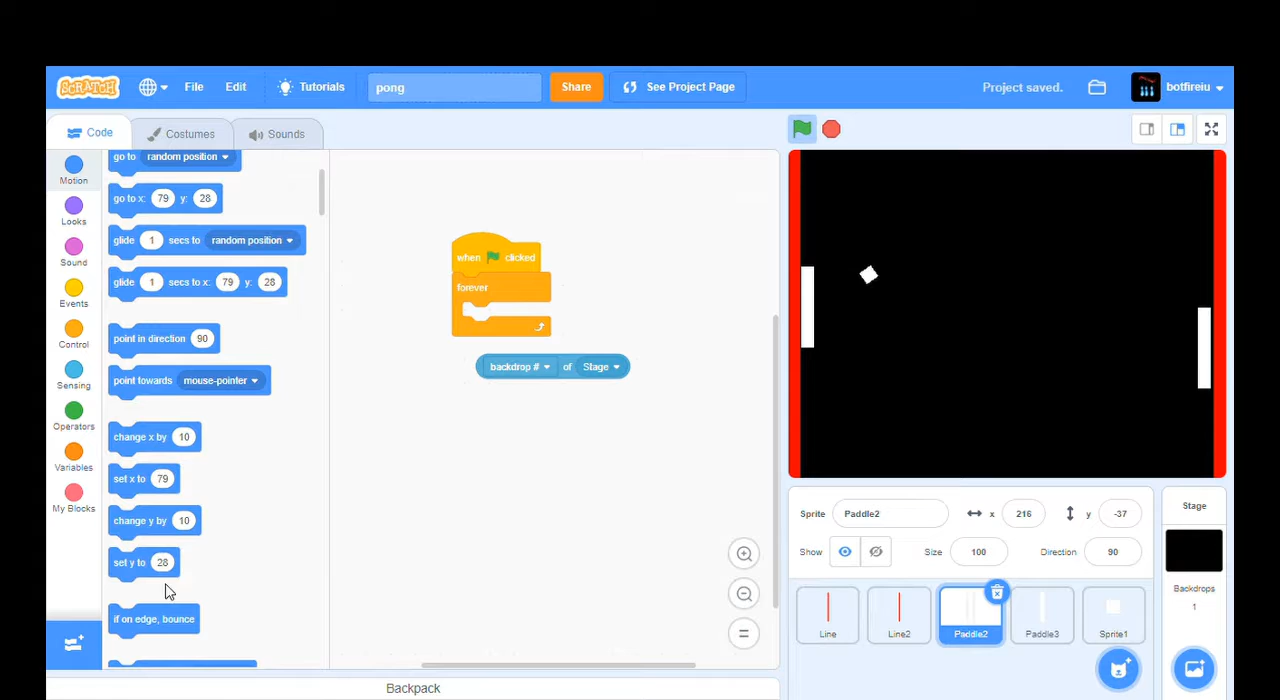 SCRATCH File Edit Tutorials pong Share See Project Page Project saved. botfireiu
Code Costumes Sounds
Motion
Looks
Sound
Events
Control
Sensing
Operators
Variables
My Blocks
go to random position
go to x: 79 y: 28
glide 1 secs to random position
glide 1 secs to x: 79 y: 28
point in direction 90
point towards mouse-pointer
change x by 10
set x to 79
change y by 10
set y to 28
if on edge, bounce
when clicked
forever
backdrop # of Stage
Sprite Paddle2 x 216 y -37
Show Size 100 Direction 90
Line Line2 Paddle2 Paddle3 Sprite1
Stage
Backdrops
1
Backpack